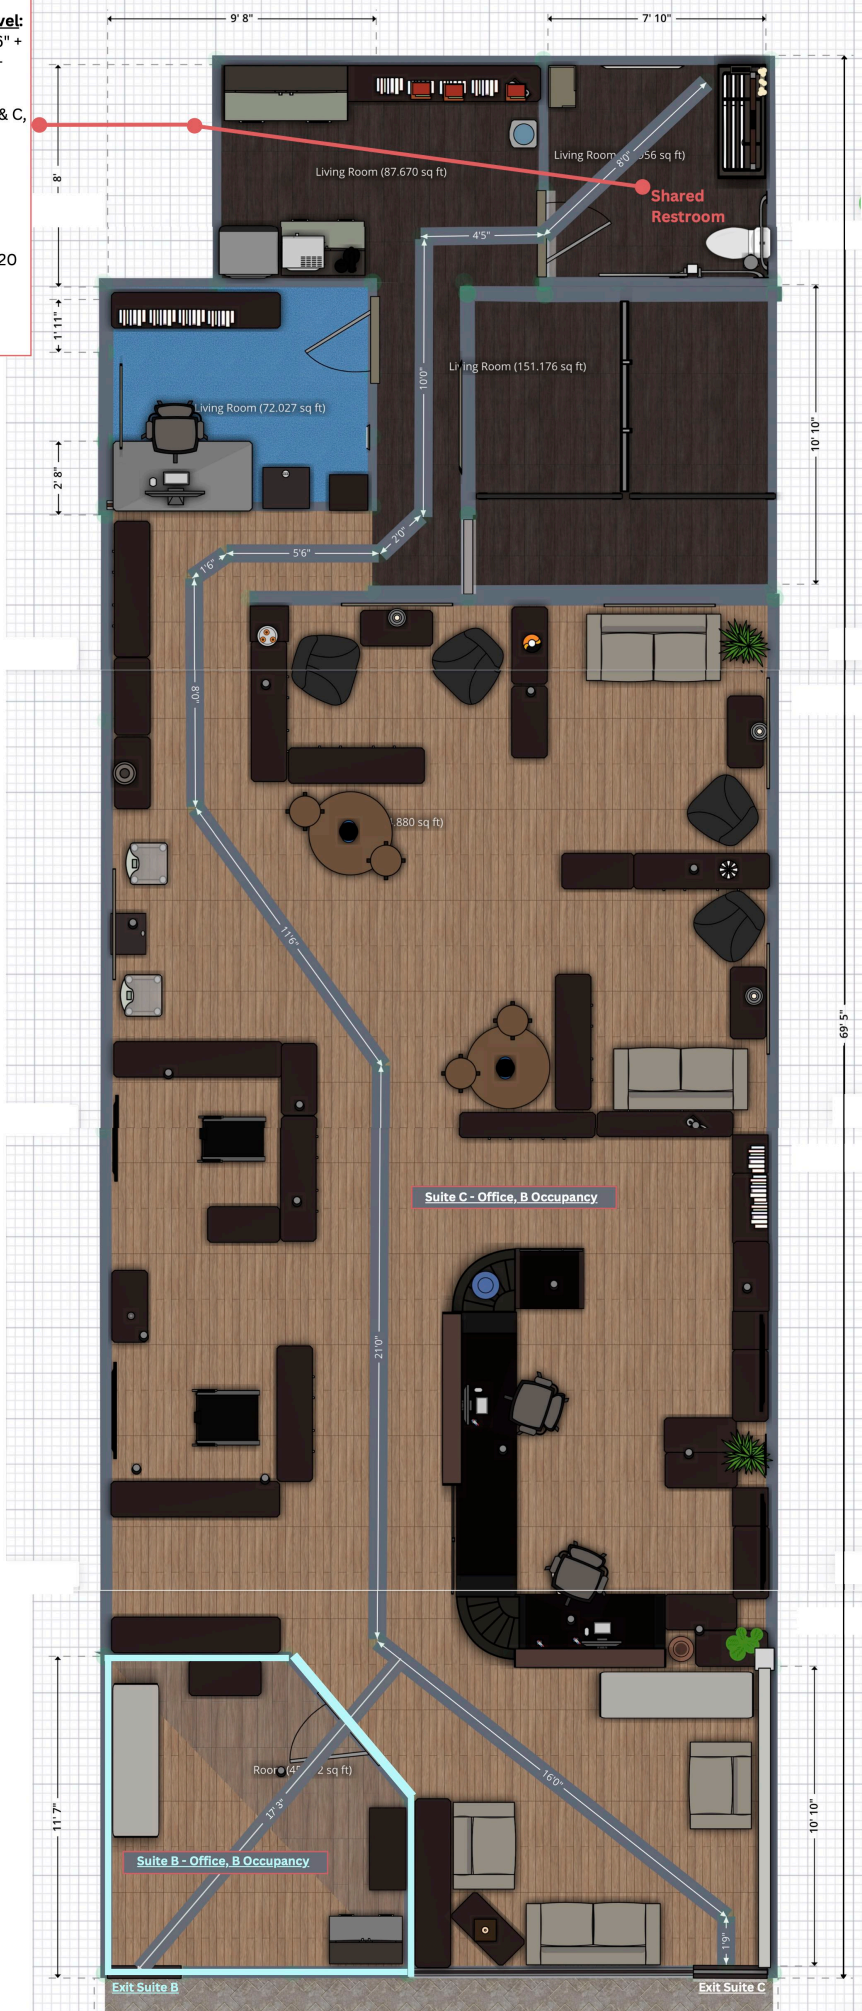 9' 8"
7' 10"
vel:
6" +
& C,
20
8'
Living Room (87.670 sq ft)
Living Room
56 sq ft)
8'0"
Shared
Restroom
4'5"
1' 11"
Living Room (151.176 sq ft)
10'0"
Living Room (72.027 sq ft)
10' 10"
2' 8"
2'0"
5'6"
1'6"
8'0"
.880 sq ft)
11'6"
69' 5"
Suite C - Office, B Occupancy
21'0"
Room (4
2 sq ft)
16'0"
17'3"
11' 7"
10' 10"
Suite B - Office, B Occupancy
1'9"
Exit Suite B
Exit Suite C